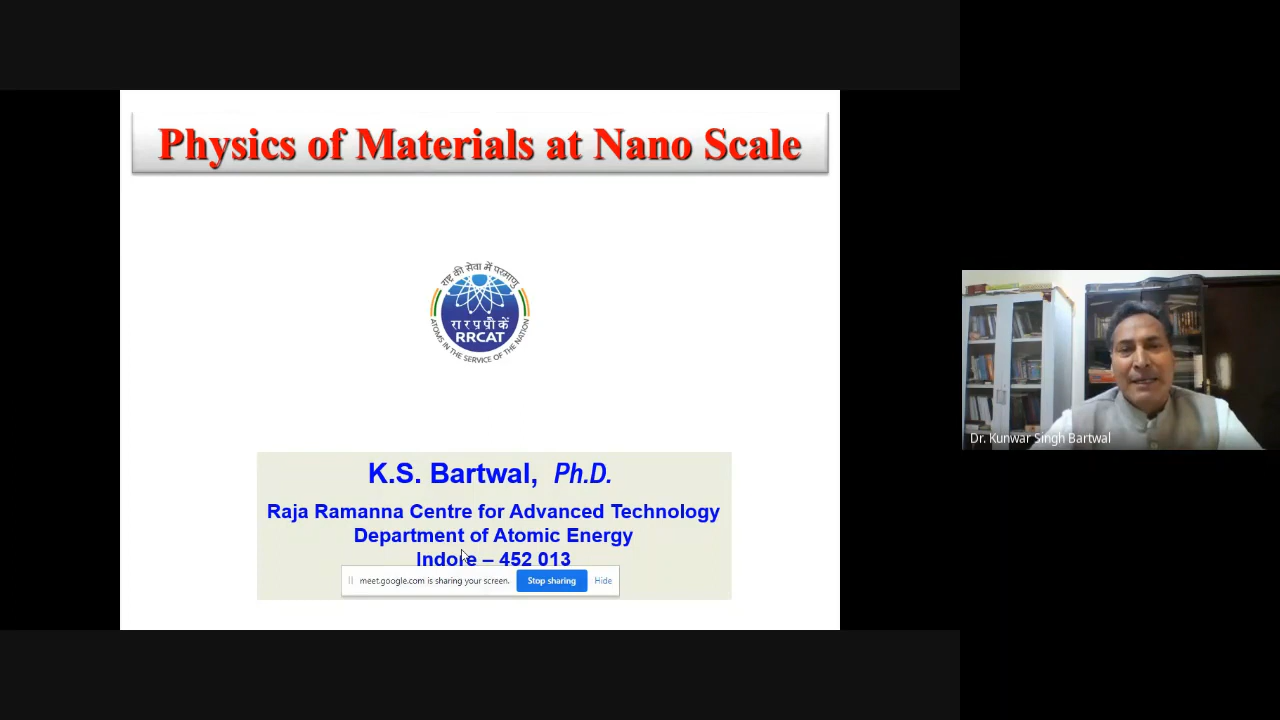 Physics of Materials at Nano Scale
राष्ट्र की सेवा में परमाणु
रारप्रप्रौकें
RRCAT
ATOMS IN THE SERVICE OF THE NATION
K.S. Bartwal, Ph.D.
Raja Ramanna Centre for Advanced Technology
Department of Atomic Energy
Indore – 452 013
meet.google.com is sharing your screen.
Stop sharing
Hide
Dr. Kunwar Singh Bartwal